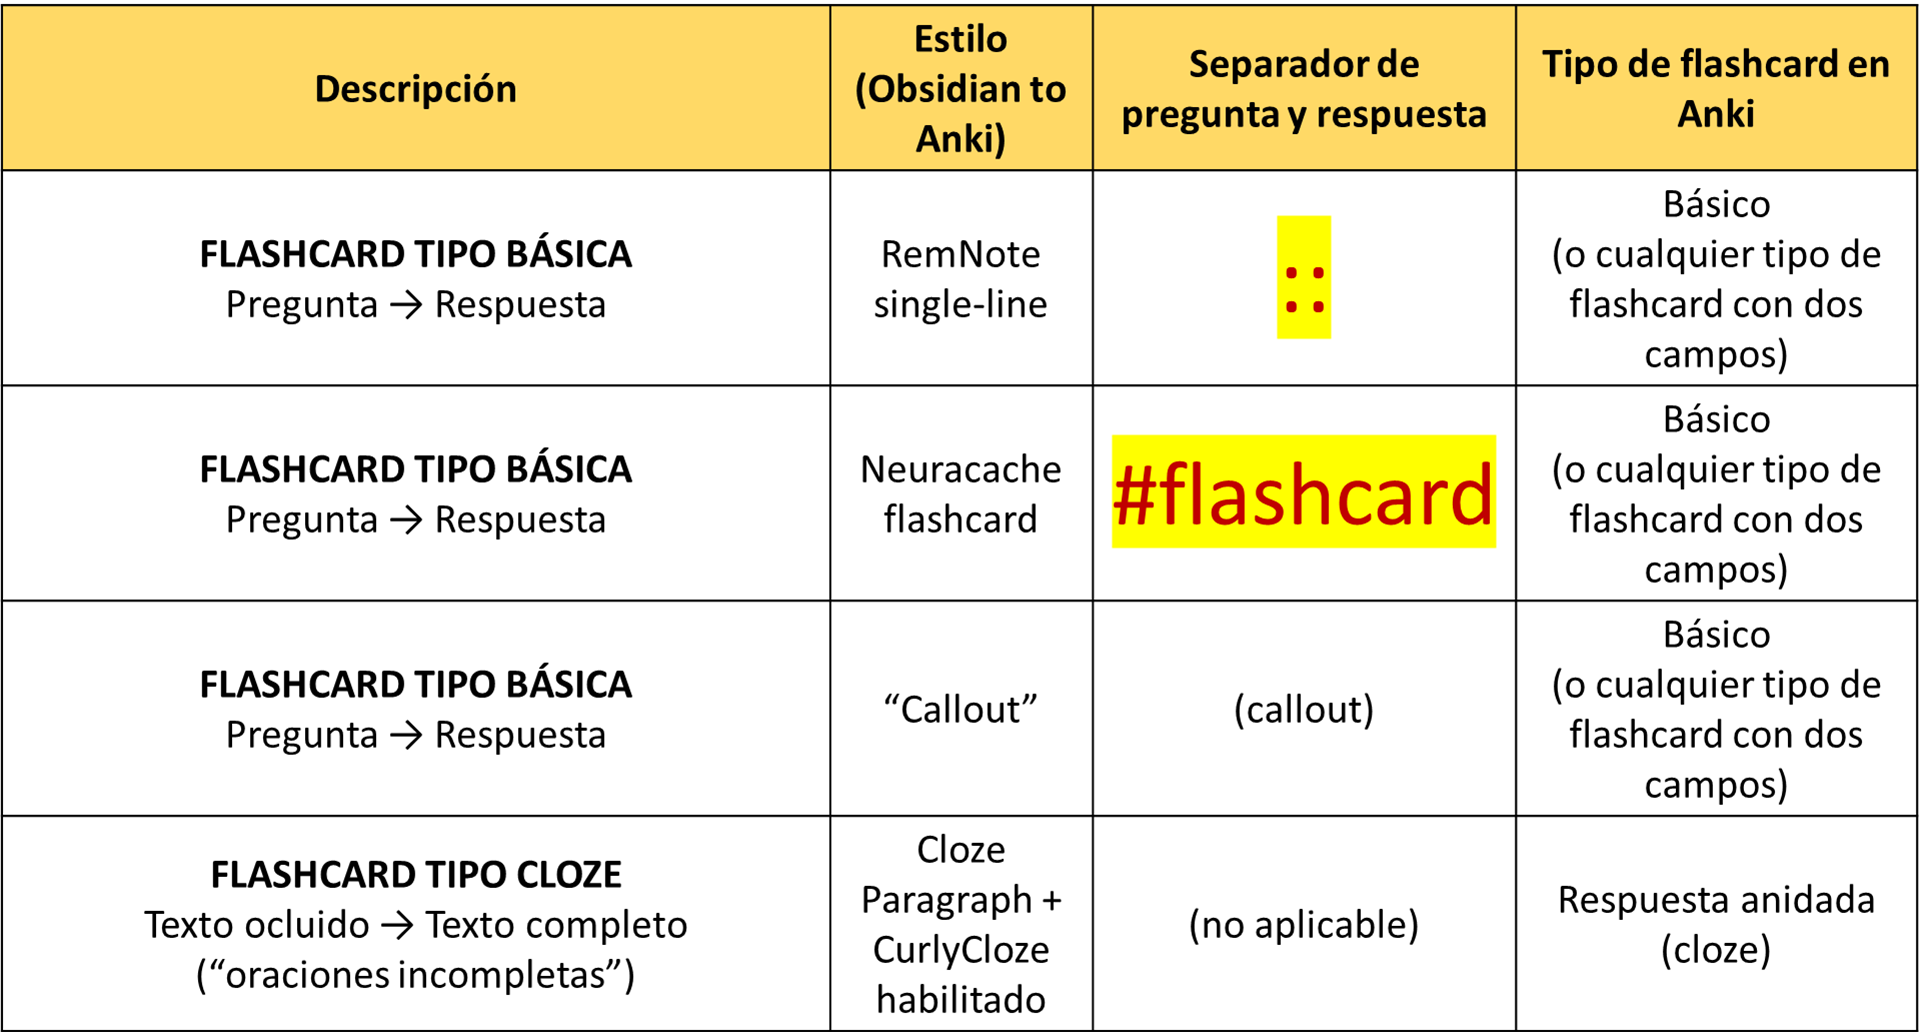 Descripción
Estilo
(Obsidian to
Anki)
Separador de
pregunta y respuesta
Tipo de flashcard en
Anki
FLASHCARD TIPO BÁSICA
Pregunta → Respuesta
RemNote
single-line
::
Básico
(o cualquier tipo de
flashcard con dos
campos)
FLASHCARD TIPO BÁSICA
Pregunta → Respuesta
Neuracache
flashcard
#flashcard
Básico
(o cualquier tipo de
flashcard con dos
campos)
FLASHCARD TIPO BÁSICA
Pregunta → Respuesta
“Callout”
(callout)
Básico
(o cualquier tipo de
flashcard con dos
campos)
FLASHCARD TIPO CLOZE
Texto ocluido → Texto completo
(“oraciones incompletas”)
Cloze
Paragraph +
CurlyCloze
habilitado
(no aplicable)
Respuesta anidada
(cloze)